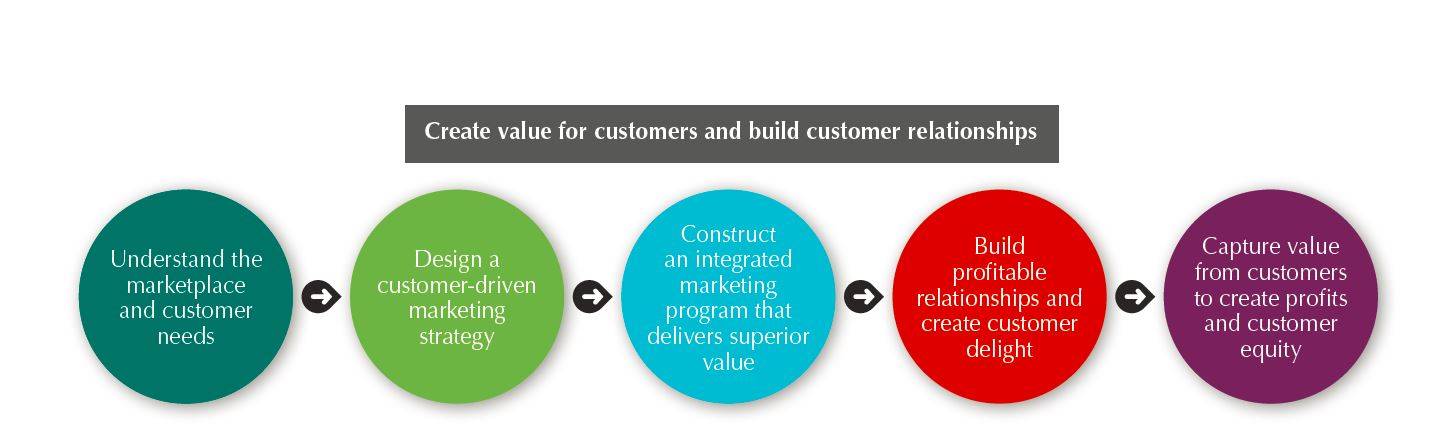 Create value for customers and build customer relationships
Understand the
marketplace
and customer
needs
Design a
customer-driven
marketing
strategy
Construct
an integrated
marketing
program that
delivers superior
value
Build
profitable
relationships and
create customer
delight
Capture value
from customers
to create profits
and customer
equity